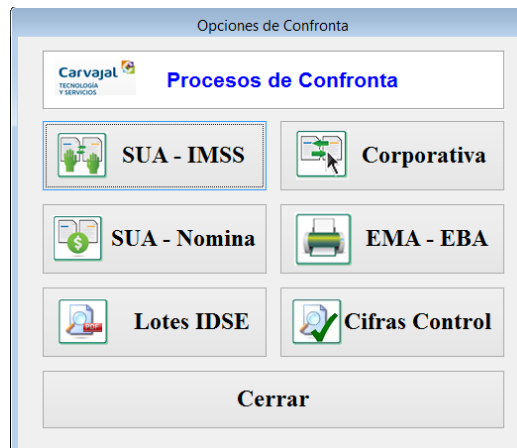 Opciones de Confronta
Carvajal
TECNOLOGÍA
Y SERVICIOS
Procesos de Confronta
SUA - IMSS
Corporativa
SUA - Nomina
EMA - EBA
PDF
Lotes IDSE
Cifras Control
Cerrar